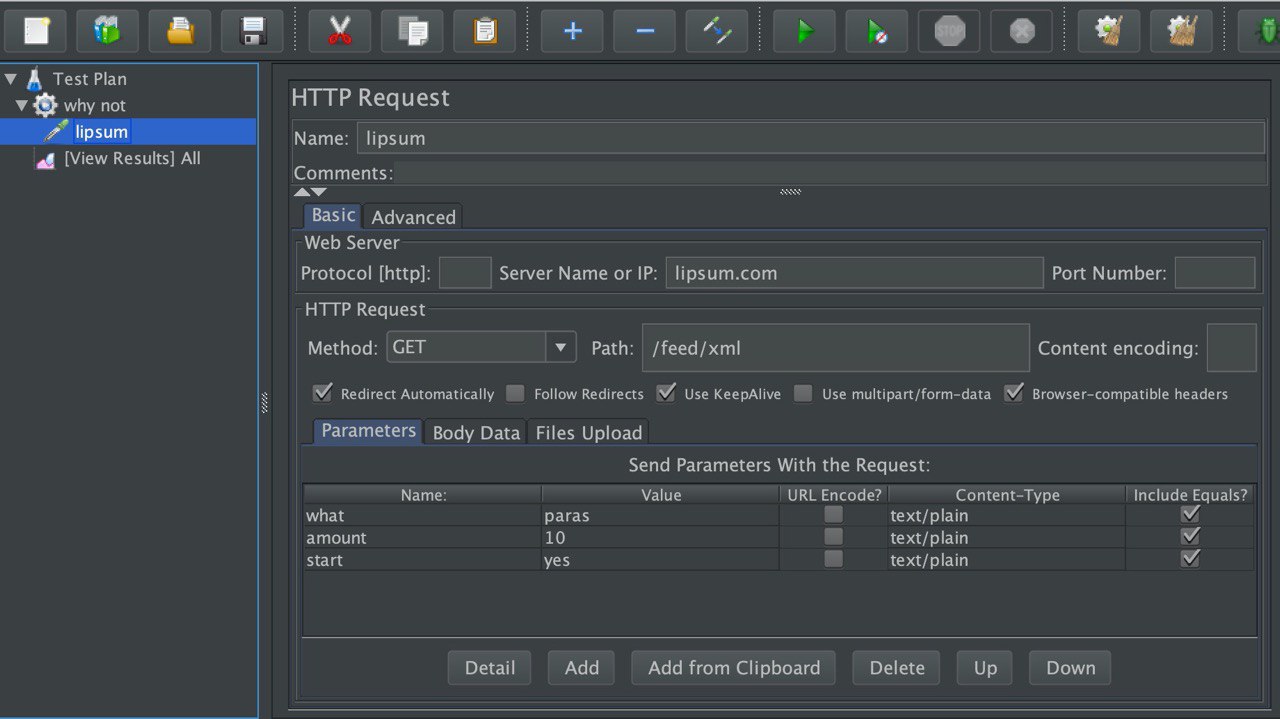 STOP
Test Plan
why not
lipsum
[View Results] All
HTTP Request
Name: lipsum
Comments:
Basic Advanced
Web Server
Protocol [http]: Server Name or IP: lipsum.com Port Number:
HTTP Request
Method: GET Path: /feed/xml Content encoding:
Redirect Automatically Follow Redirects Use KeepAlive Use multipart/form-data Browser-compatible headers
Parameters Body Data Files Upload
Send Parameters With the Request:
Name: Value URL Encode? Content-Type Include Equals?
what paras text/plain
amount 10 text/plain
start yes text/plain
Detail Add Add from Clipboard Delete Up Down